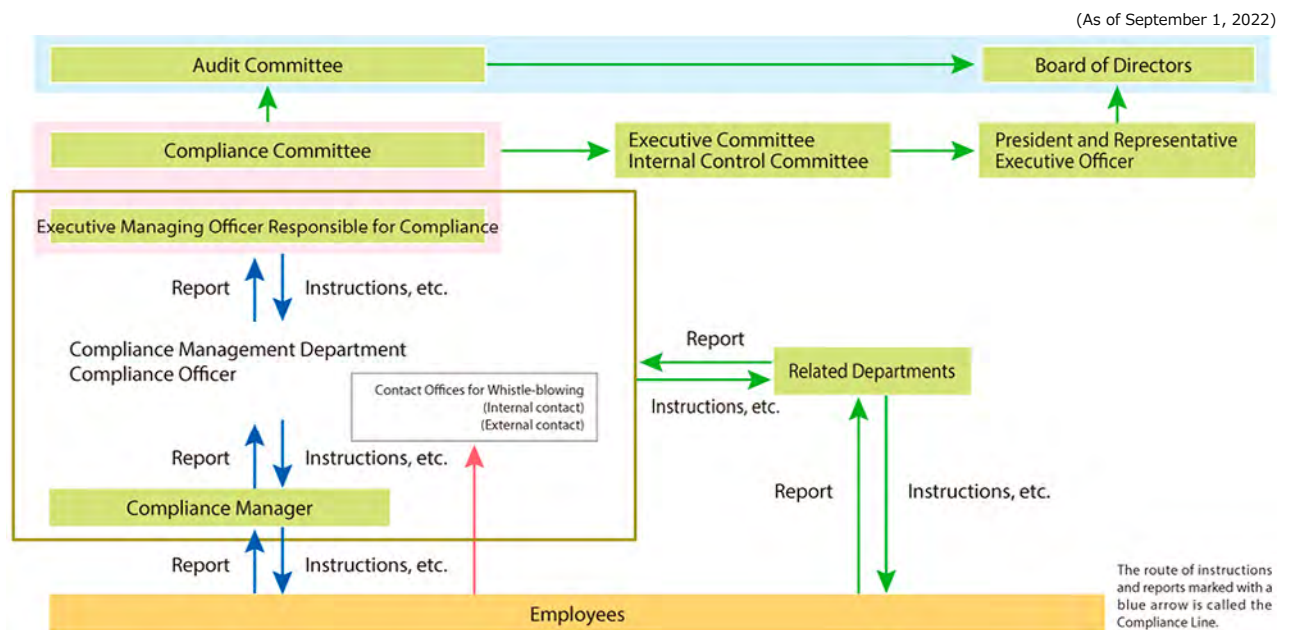 (As of September 1, 2022)
Audit Committee
Board of Directors
Compliance Committee
Executive Committee
Internal Control Committee
President and Representative
Executive Officer
Executive Managing Officer Responsible for Compliance
Report
Instructions, etc.
Compliance Management Department
Compliance Officer
Contact Offices for Whistle-blowing
(Internal contact)
(External contact)
Report
Instructions, etc.
Related Departments
Report
Instructions, etc.
Compliance Manager
Report
Instructions, etc.
Report
Instructions, etc.
Employees
The route of instructions
and reports marked with a
blue arrow is called the
Compliance Line.